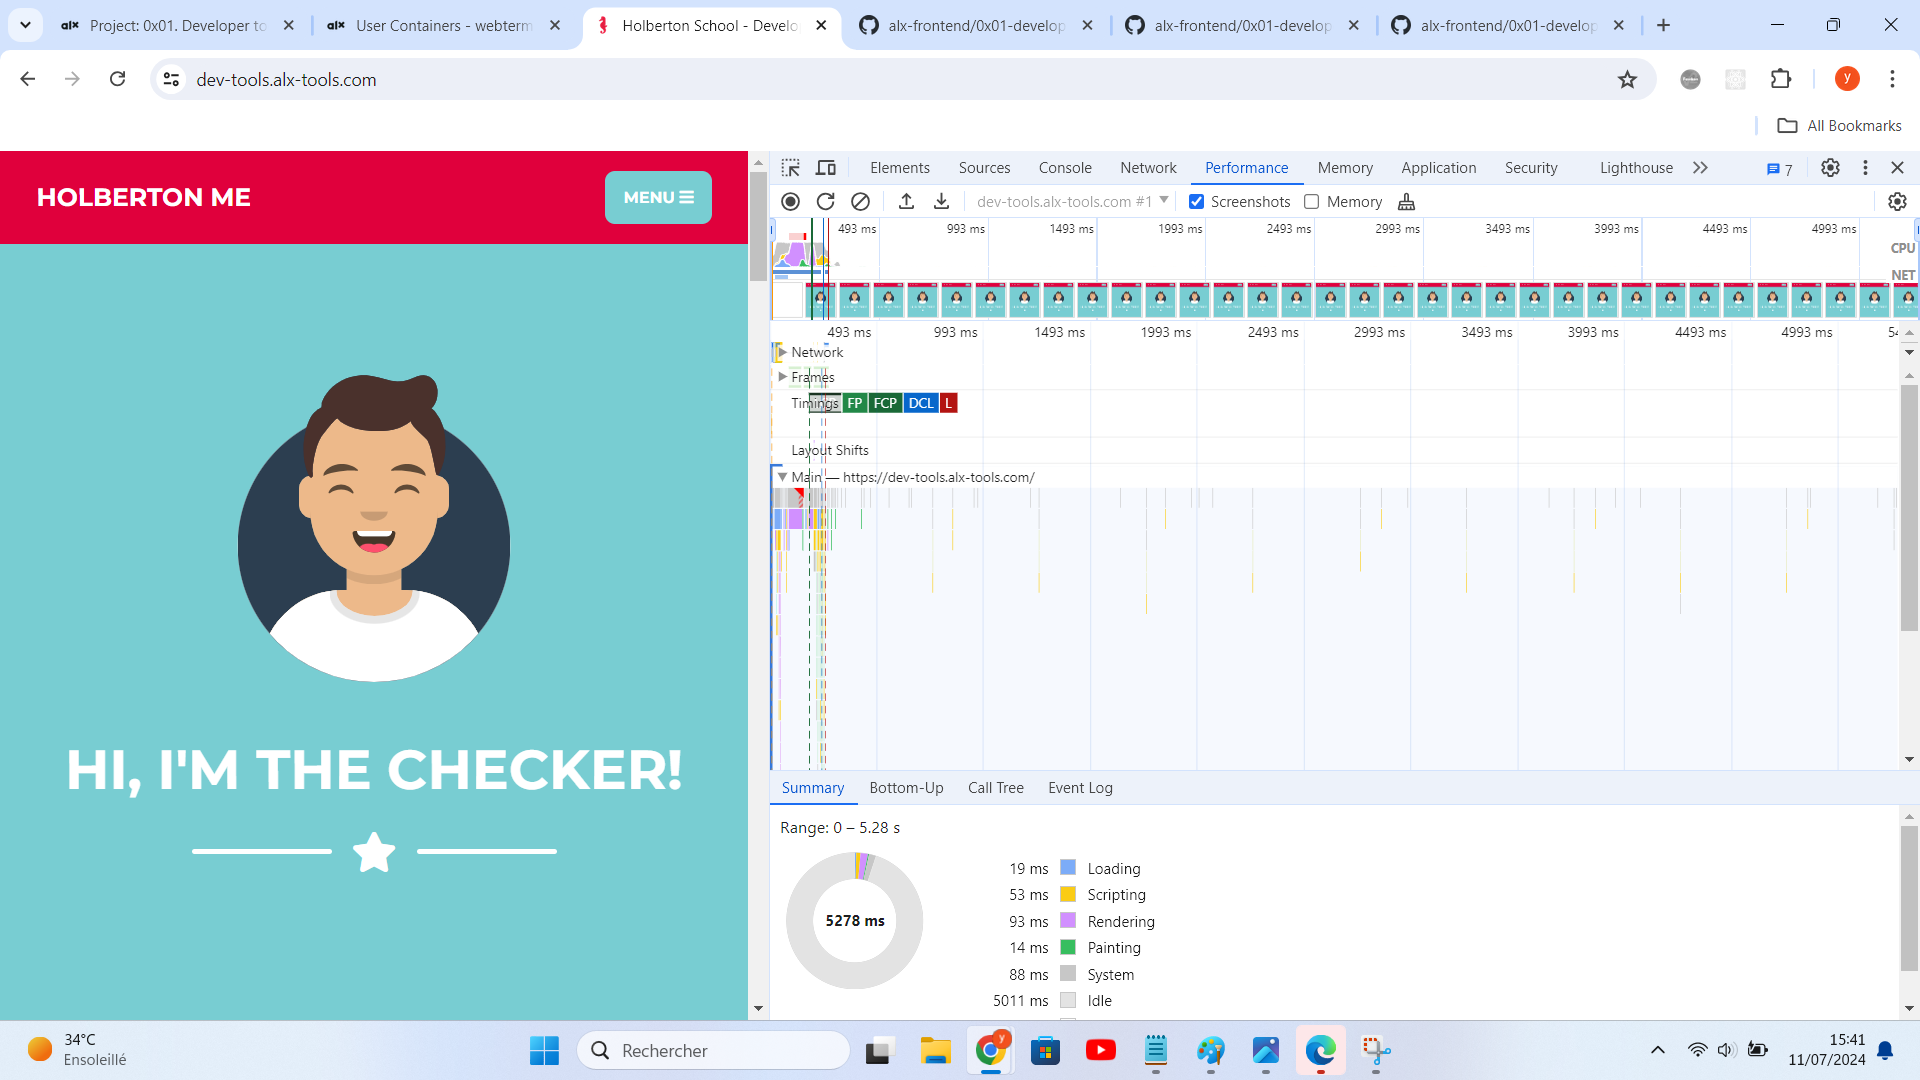 Project: 0x01. Developer to
User Containers - webterm
Holberton School - Develo
alx-frontend/0x01-develop
alx-frontend/0x01-develop
alx-frontend/0x01-develop
dev-tools.alx-tools.com
y
All Bookmarks
HOLBERTON ME
MENU
HI, I'M THE CHECKER!
Elements Sources Console Network Performance Memory Application Security Lighthouse 7
dev-tools.alx-tools.com #1 Screenshots Memory
493 ms 993 ms 1493 ms 1993 ms 2493 ms 2993 ms 3493 ms 3993 ms 4493 ms 4993 ms
CPU
NET
493 ms 993 ms 1493 ms 1993 ms 2493 ms 2993 ms 3493 ms 3993 ms 4493 ms 4993 ms 54
Network
Frames
Timings FP FCP DCL L
Layout Shifts
Main — https://dev-tools.alx-tools.com/
Summary Bottom-Up Call Tree Event Log
Range: 0 – 5.28 s
5278 ms
19 ms Loading
53 ms Scripting
93 ms Rendering
14 ms Painting
88 ms System
5011 ms Idle
34°C
Ensoleillé
Rechercher
y
15:41
11/07/2024